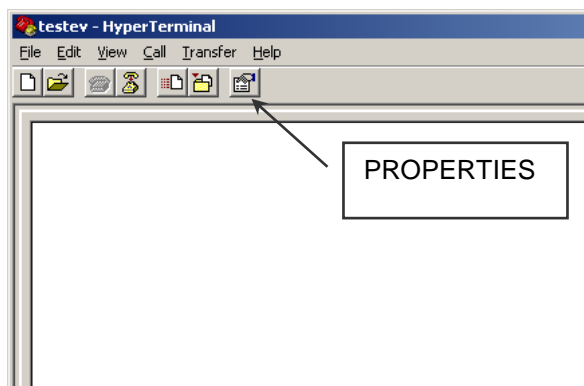 testev - HyperTerminal
File Edit View Call Transfer Help
PROPERTIES